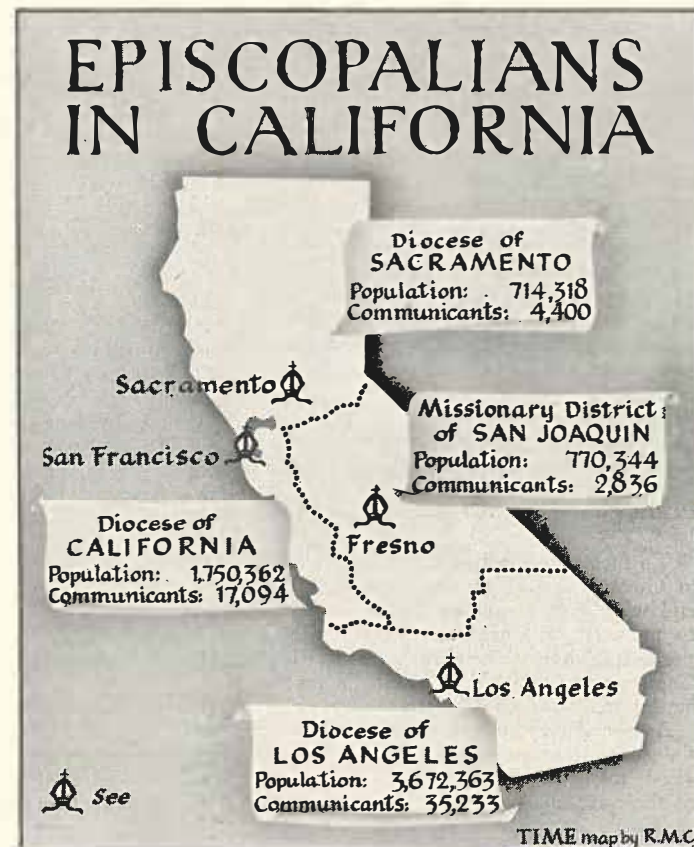 EPISCOPALIANS
IN CALIFORNIA
Diocese of
SACRAMENTO
Population: 714,318
Communicants: 4,400
Sacramento
Missionary District
of SAN JOAQUIN
Population: 770,344
Communicants: 2,836
San Francisco
Fresno
Diocese of
CALIFORNIA
Population: 1,750,362
Communicants: 17,094
Los Angeles
Diocese of
LOS ANGELES
Population: 3,672,363
Communicants: 35,233
See
TIME map by R.M.C.